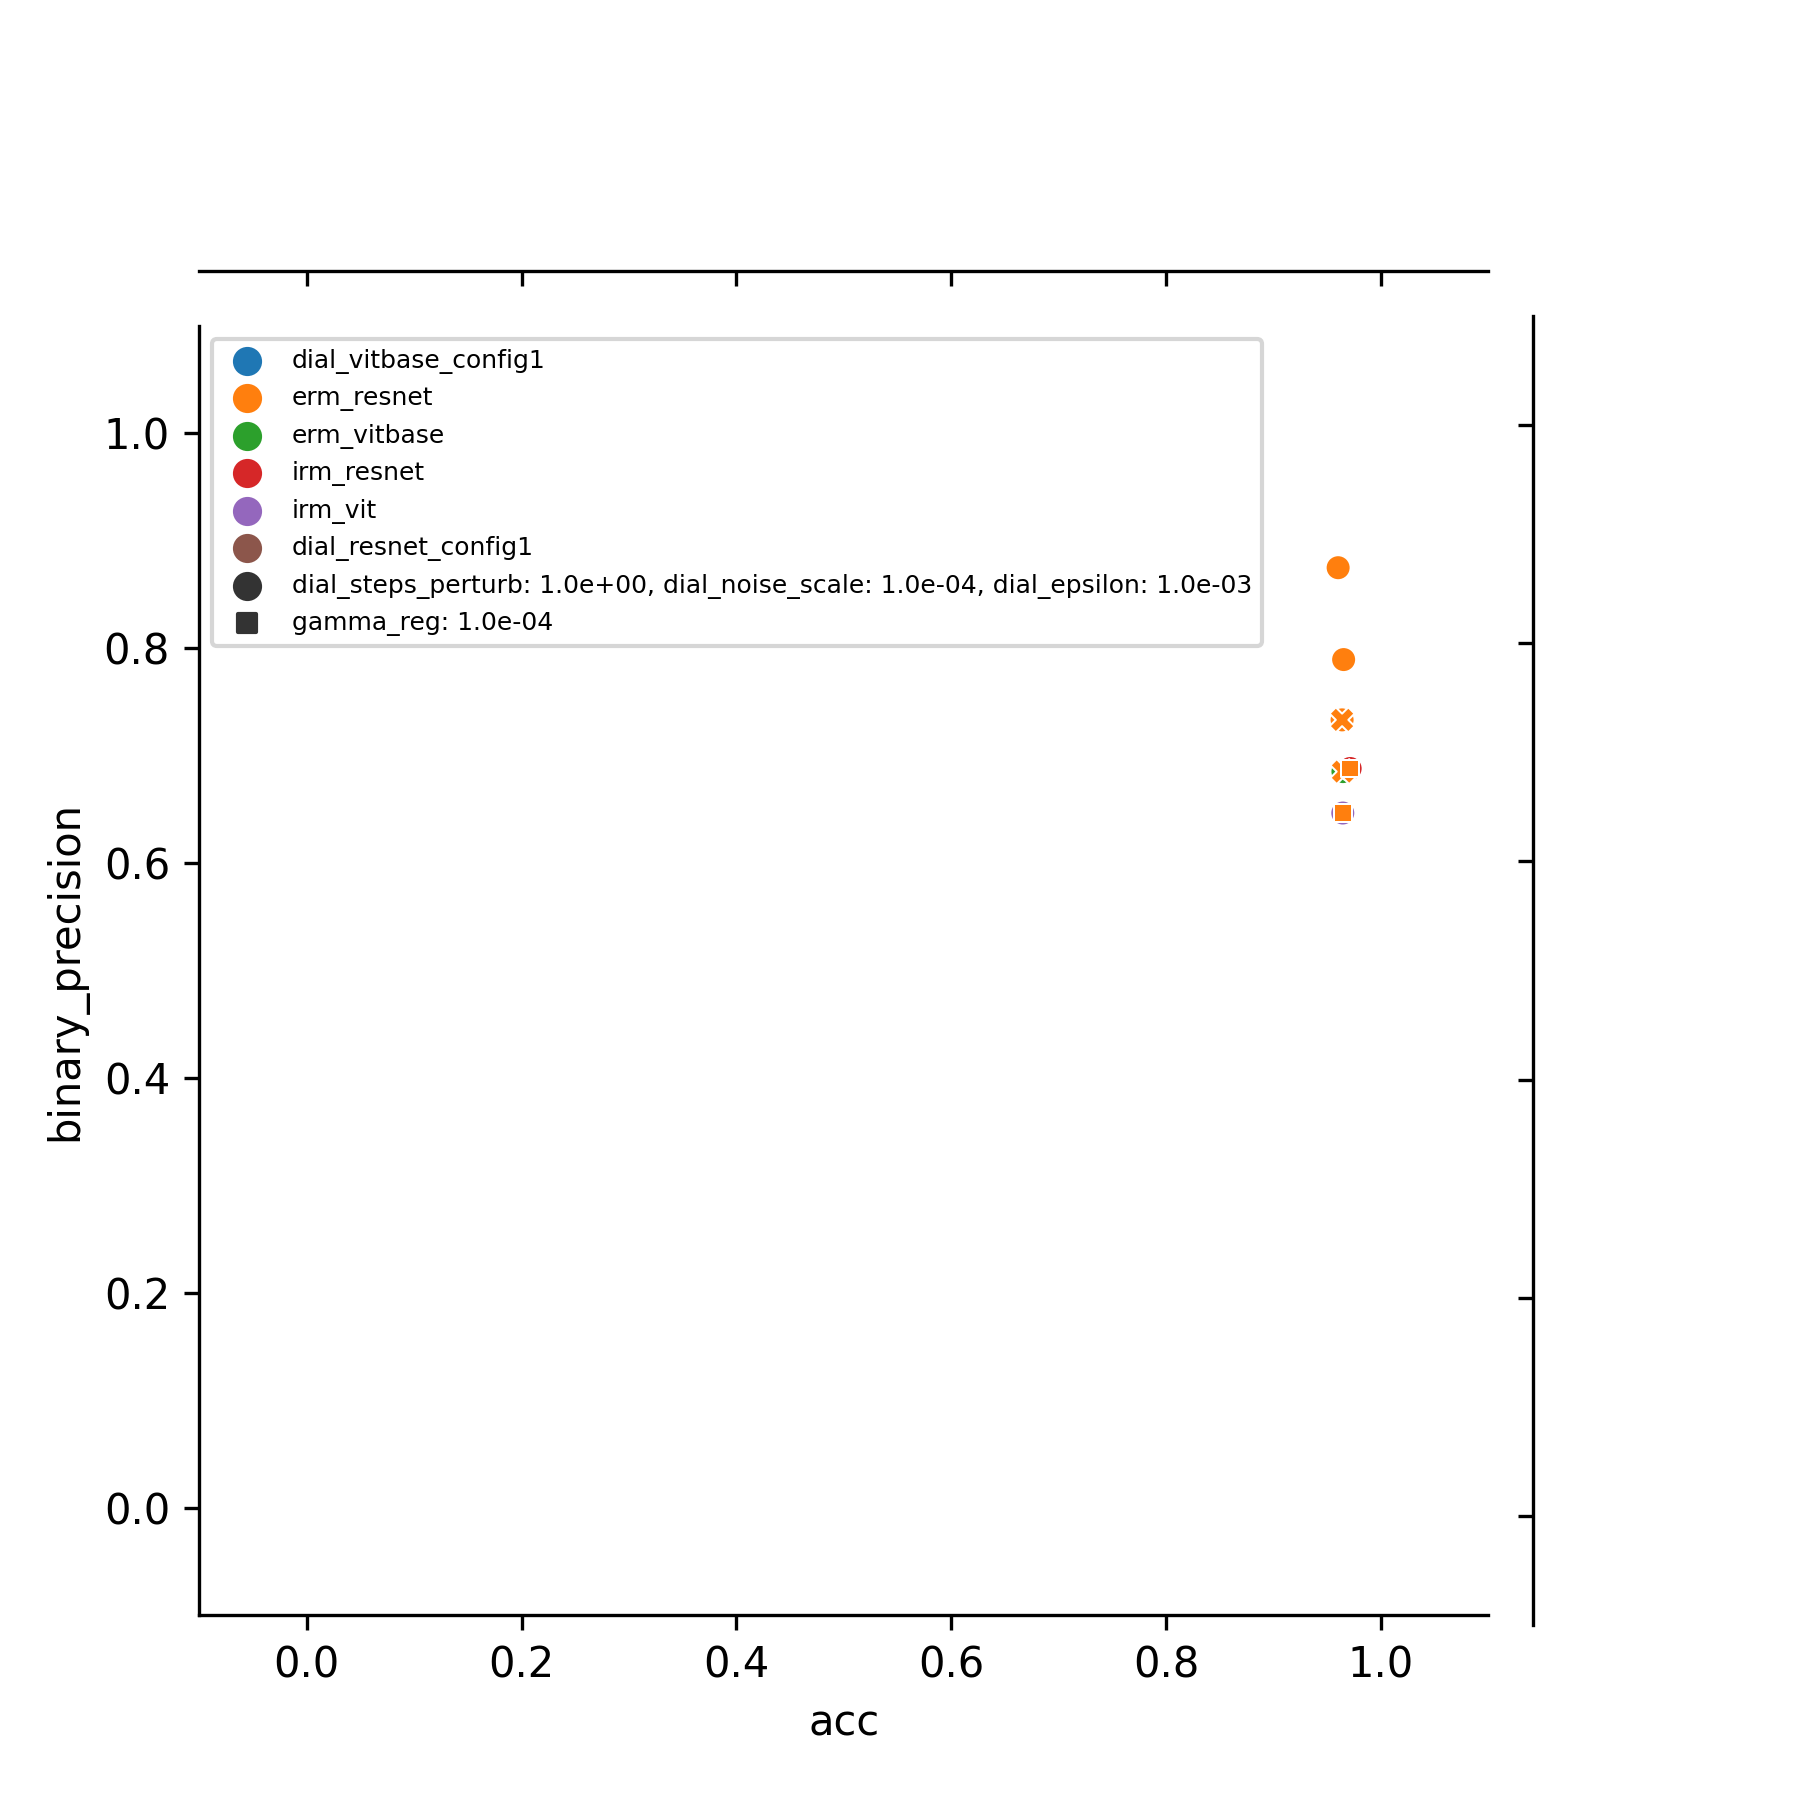 dial_vitbase_config1
erm_resnet
erm_vitbase
irm_resnet
irm_vit
dial_resnet_config1
dial_steps_perturb: 1.0e+00, dial_noise_scale: 1.0e-04, dial_epsilon: 1.0e-03
gamma_reg: 1.0e-04
1.0
0.8
0.6
0.4
0.2
0.0
binary_precision
0.0 0.2 0.4 0.6 0.8 1.0
acc